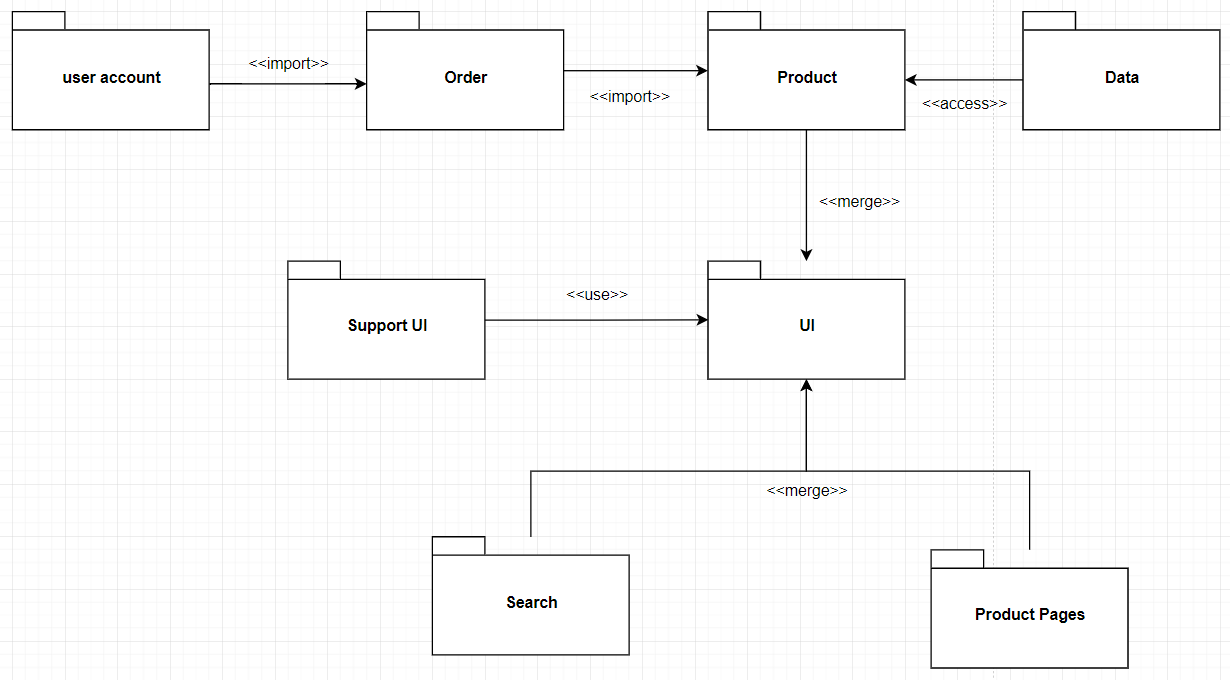 user account
<<import>>
Order
<<import>>
Product
<<access>>
Data
<<merge>>
Support UI
<<use>>
UI
<<merge>>
Search
Product Pages